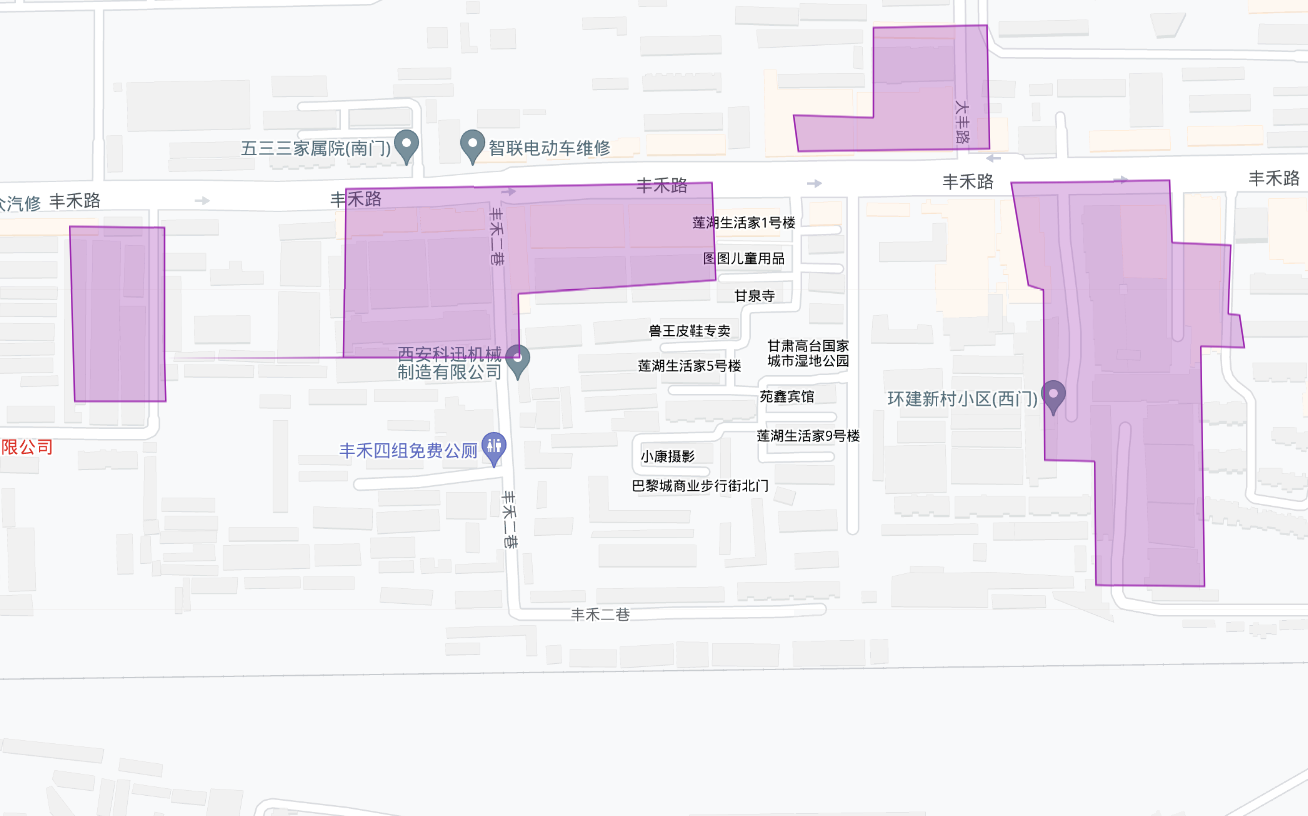 大丰路
五三三家属院(南门)
智联电动车维修
丰禾路
丰禾路
丰禾路
丰禾路
丰禾路
汽修
丰禾二巷
莲湖生活家1号楼
图图儿童用品
甘泉寺
兽王皮鞋专卖
甘肃高台国家
城市湿地公园
西安科迅机械
制造有限公司
莲湖生活家5号楼
苑鑫宾馆
环建新村小区(西门)
莲湖生活家9号楼
限公司
丰禾四组免费公厕
小康摄影
巴黎城商业步行街北门
丰禾二巷
丰禾二巷